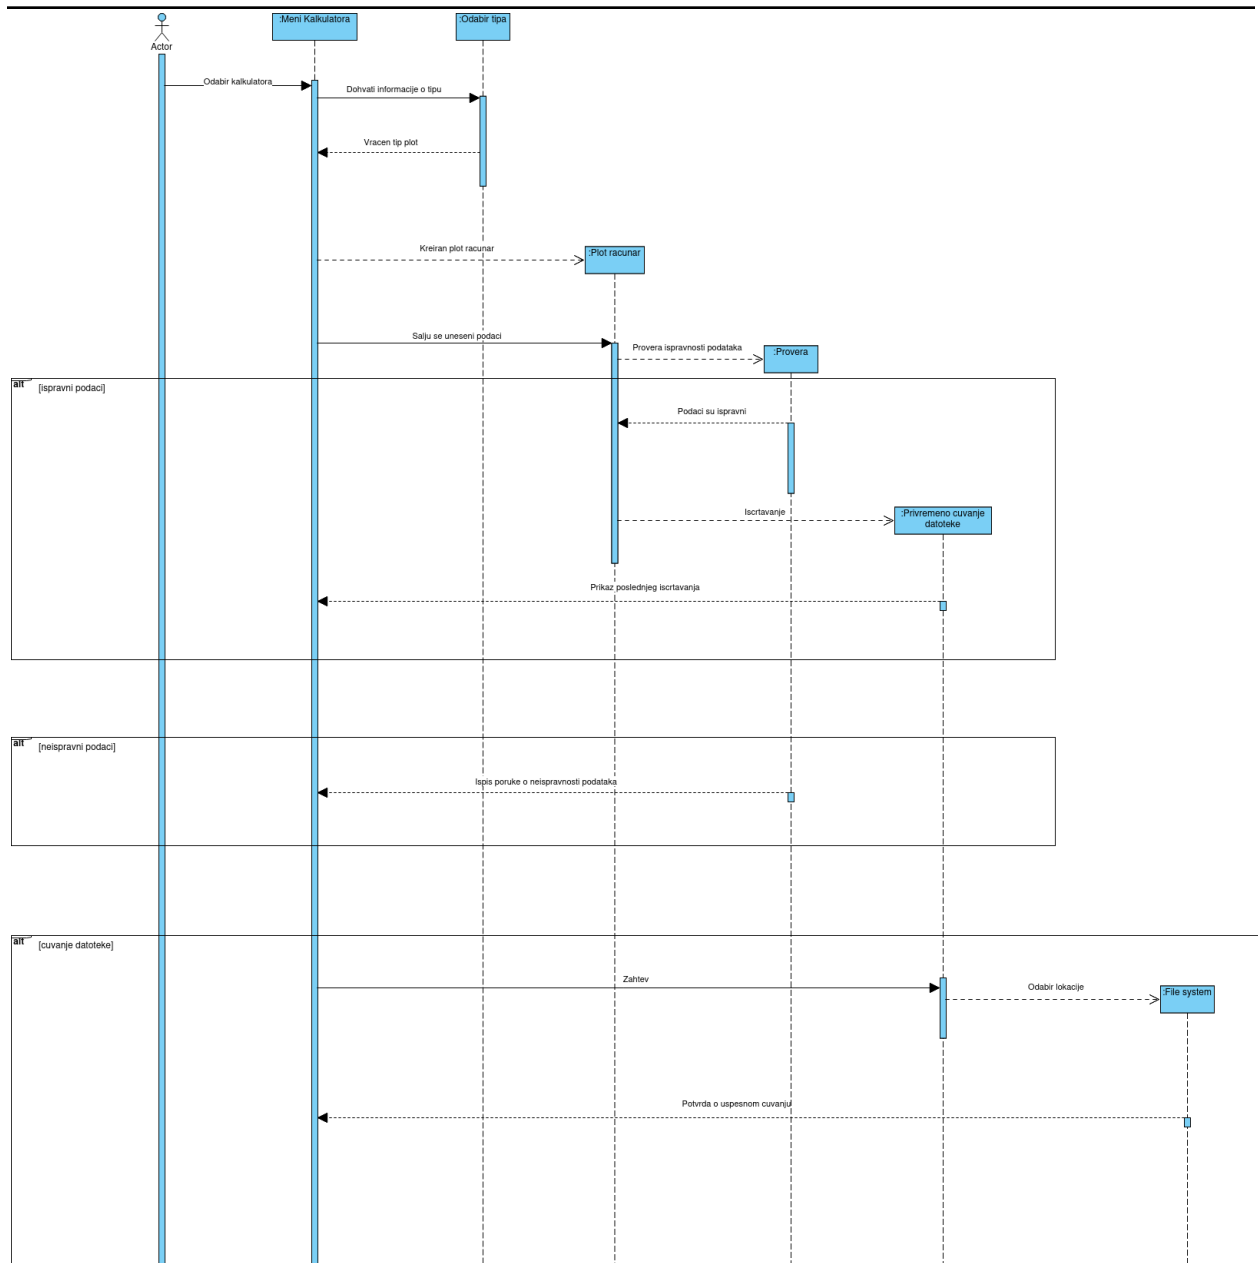 :Meni Kalkulatora
:Odabir tipa
Actor
Odabir kalkulatora
Dohvati informacije o tipu
Vracen tip plot
Kreiran plot racunar
:Plot racunar
Salju se uneseni podaci
Provera ispravnosti podataka
:Provera
alt
[ispravni podaci]
Podaci su ispravni
Iscrtavanje
:Privremeno cuvanje
datoteke
Prikaz poslednjeg iscrtavanja
alt
[neispravni podaci]
Ispis poruke o neispravnosti podataka
alt
[cuvanje datoteke]
Zahtev
Odabir lokacije
:File system
Potvrda o uspesnom cuvanju